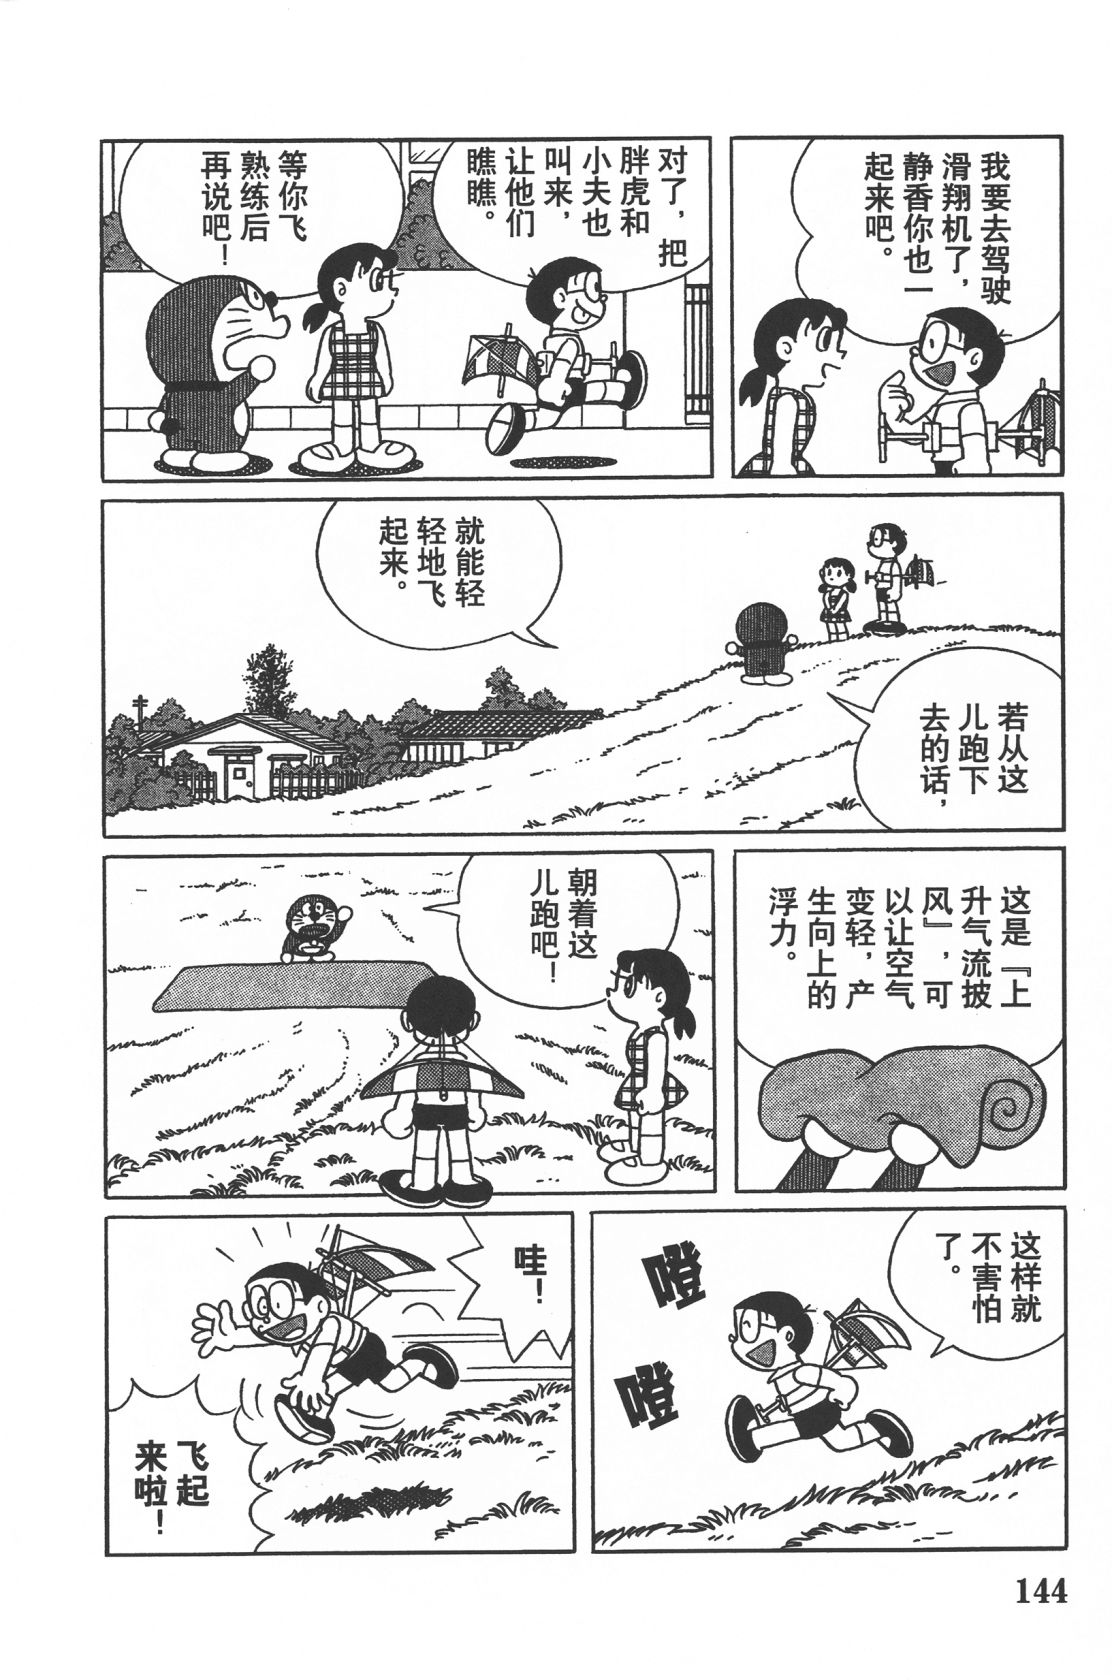 我要去驾驶
滑翔机了，
静香你也一
起来吧。
对了，把
胖虎和
小夫也
叫来，
让他们
瞧瞧。
等你飞
熟练后
再说吧！
若从这
儿跑下
去的话，
就能轻
轻地飞
起来。
这是『上
升气流披
风』，可
以让空气
变轻，产
生向上的
浮力。
朝着这
儿跑吧！
这样就
不害怕
了。
噔
噔
哇！
飞起
来啦！
144